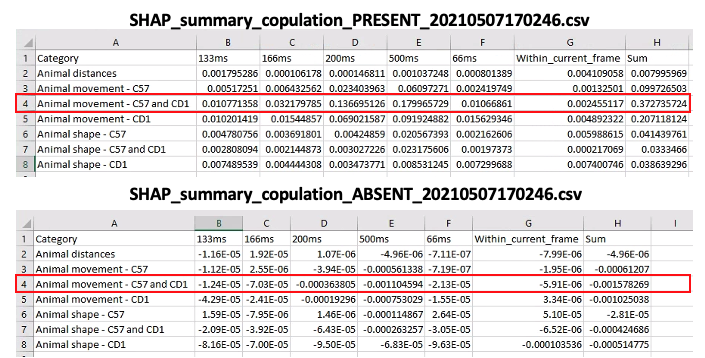 SHAP_summary_copulation_PRESENT_20210507170246.csv
A B C D E F G H
1 Category 133ms 166ms 200ms 500ms 66ms Within_current_frame Sum
2 Animal distances 0.001795286 0.000106178 0.000146811 0.001037248 0.000801389 0.004109058 0.007995969
3 Animal movement - C57 0.00517251 0.006432562 0.023403963 0.06097271 0.002419749 0.00132501 0.099726503
4 Animal movement - C57 and CD1 0.010771358 0.032179785 0.136695126 0.179965729 0.01066861 0.002455117 0.372735724
5 Animal movement - CD1 0.010201419 0.01544857 0.069021587 0.091924882 0.015629346 0.004892322 0.207118124
6 Animal shape - C57 0.004780756 0.003691801 0.00424859 0.020567393 0.002162606 0.005988615 0.041439761
7 Animal shape - C57 and CD1 0.002808094 0.002144873 0.003027226 0.023175606 0.00197373 0.000217069 0.0333466
8 Animal shape - CD1 0.007489539 0.004444308 0.003473771 0.008531245 0.007299688 0.007400746 0.038639296
SHAP_summary_copulation_ABSENT_20210507170246.csv
A B C D E F G H I
1 Category 133ms 166ms 200ms 500ms 66ms Within_current_frame Sum
2 Animal distances -1.16E-05 1.92E-05 1.07E-06 -4.96E-06 -7.11E-07 -7.99E-06 -4.96E-06
3 Animal movement - C57 -1.12E-05 2.55E-06 -3.94E-05 -0.000561338 -7.19E-07 -1.95E-06 -0.00061207
4 Animal movement - C57 and CD1 -1.24E-05 -7.03E-05 -0.000363805 -0.001104594 -2.13E-05 -5.91E-06 -0.001578269
5 Animal movement - CD1 -4.29E-05 -2.41E-05 -0.00019296 -0.000753029 -1.55E-05 3.34E-06 -0.001025038
6 Animal shape - C57 1.59E-05 -7.95E-06 1.46E-06 -0.000114867 2.64E-05 5.10E-05 -2.81E-05
7 Animal shape - C57 and CD1 -2.09E-05 -3.92E-05 -6.43E-05 -0.000263257 -3.05E-05 -6.52E-06 -0.000424686
8 Animal shape - CD1 -8.16E-05 -7.00E-05 -9.50E-05 -6.83E-05 -9.63E-05 -0.000103536 -0.000514775